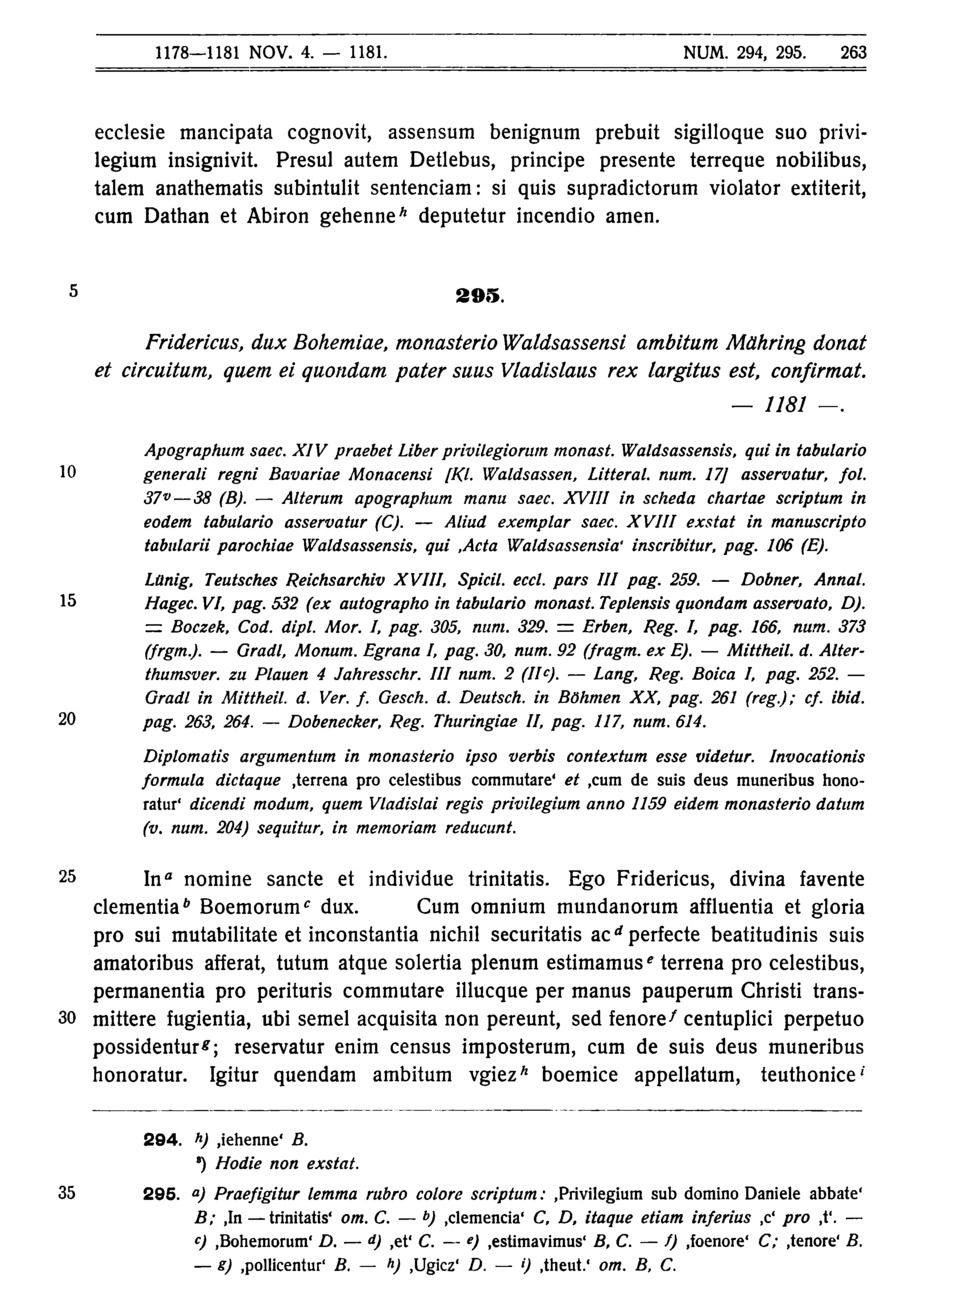 1178—1181 NOV. 4. — 1181. NUM. 294, 295. 263
ecclesie mancipata cognovit, assensum benignum prebuit sigilloque suo privi-
legium insignivit. Presul autem Detlebus, principe presente terreque nobilibus,
talem anathematis subintulit sentenciam: si quis supradictorum violator extiterit,
cum Dathan et Abiron gehenne h deputetur incendio amen.
5 295.
Fridericus, dux Bohemiae, monasterio Waldsassensi ambitum Mähring donat
et circuitum, quem ei quondam pater suus Vladislaus rex largitus est, confirmat.
— 1181 —.
Apographum saec. XIV praebet Liber privilegiorum monast. Waldsassensis, qui in tabulario
10 generali regni Bavariae Monacensi [Kl. Waldsassen, Litteral. num. 17] asservatur, fol.
37v—38 (B). — Alterum apographum manu saec. XVIII in scheda chartae scriptum in
eodem tabulario asservatur (C). — Aliud exemplar saec. XVIII exstat in manuscripto
tabularii parochiae Waldsassensis, qui ‚Acta Waldsassensia‘ inscribitur, pag. 106 (E).
Lünig, Teutsches Reichsarchiv XVIII, Spicil. eccl. pars III pag. 259. — Dobner, Annal.
15 Hagec. VI, pag. 532 (ex autographo in tabulario monast. Teplensis quondam asservato, D).
= Boczek, Cod. dipl. Mor. I, pag. 305, num. 329. = Erben, Reg. I, pag. 166, num. 373
(frgm.). — Gradl, Monum. Egrana I, pag. 30, num. 92 (fragm. ex E). — Mittheil. d. Alter-
thumsver. zu Plauen 4 Jahresschr. III num. 2 (IIc). — Lang, Reg. Boica I, pag. 252. —
Gradl in Mittheil. d. Ver. f. Gesch. d. Deutsch. in Böhmen XX, pag. 261 (reg.); cf. ibid.
20 pag. 263, 264. — Dobenecker, Reg. Thuringiae II, pag. 117, num. 614.
Diplomatis argumentum in monasterio ipso verbis contextum esse videtur. Invocationis
formula dictaque ‚terrena pro celestibus commutare‘ et ‚cum de suis deus muneribus hono-
ratur‘ dicendi modum, quem Vladislai regis privilegium anno 1159 eidem monasterio datum
(v. num. 204) sequitur, in memoriam reducunt.
25 In a nomine sancte et individue trinitatis. Ego Fridericus, divina favente
clementia b Boemorum c dux. Cum omnium mundanorum affluentia et gloria
pro sui mutabilitate et inconstantia nichil securitatis ac d perfecte beatitudinis suis
amatoribus afferat, tutum atque solertia plenum estimamus e terrena pro celestibus,
permanentia pro perituris commutare illucque per manus pauperum Christi trans-
30 mittere fugientia, ubi semel acquisita non pereunt, sed fenore f centuplici perpetuo
possidentur g; reservatur enim census imposterum, cum de suis deus muneribus
honoratur. Igitur quendam ambitum vgiez h boemice appellatum, teuthonice i
294. h) ‚iehenne‘ B.
*) Hodie non exstat.
35 295. a) Praefigitur lemma rubro colore scriptum: ‚Privilegium sub domino Daniele abbate‘
B; ‚In — trinitatis‘ om. C. — b) ‚clemencia‘ C, D, itaque etiam inferius ‚c‘ pro ‚t‘. —
c) ‚Bohemorum‘ D. — d) ‚et‘ C. — e) ‚estimavimus‘ B, C. — f) ‚foenore‘ C; ‚tenore‘ B.
— g) ‚pollicentur‘ B. — h) ‚Ugicz‘ D. — i) ‚theut.‘ om. B, C.